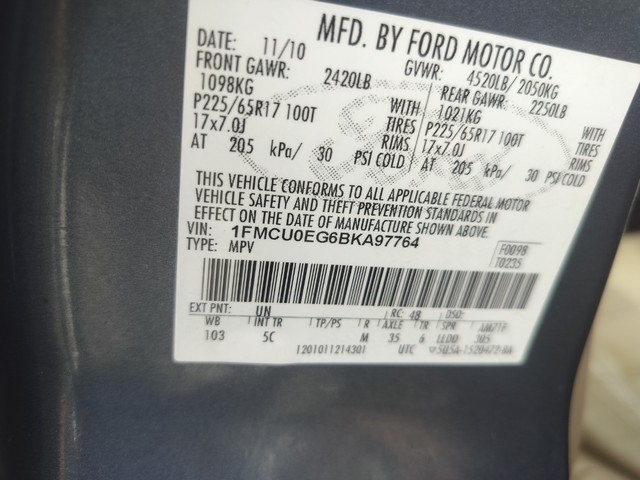 MFD. BY FORD MOTOR CO.
DATE: 11/10 GVWR: 4520LB/ 2050KG
FRONT GAWR: 2420LB REAR GAWR: 2250LB
1098KG WITH 1021KG WITH
P225/65R17 100T TIRES P225/65R17 100T TIRES
17x7.0J RIMS 17x7.0J RIMS
AT 205 kPa/ 30 PSI COLD AT 205 kPa/ 30 PSI COLD
THIS VEHICLE CONFORMS TO ALL APPLICABLE FEDERAL MOTOR
VEHICLE SAFETY AND THEFT PREVENTION STANDARDS IN
EFFECT ON THE DATE OF MANUFACTURE SHOWN ABOVE.
VIN: 1FMCU0EG6BKA97764 F0098
TYPE: MPV T0235
EXT PNT: UN RC: 48 DSO:
WB INT TR TP/PS R AXLE TR SPR
103 5C M 35 6 LLDD 305
1201011214301 UTC